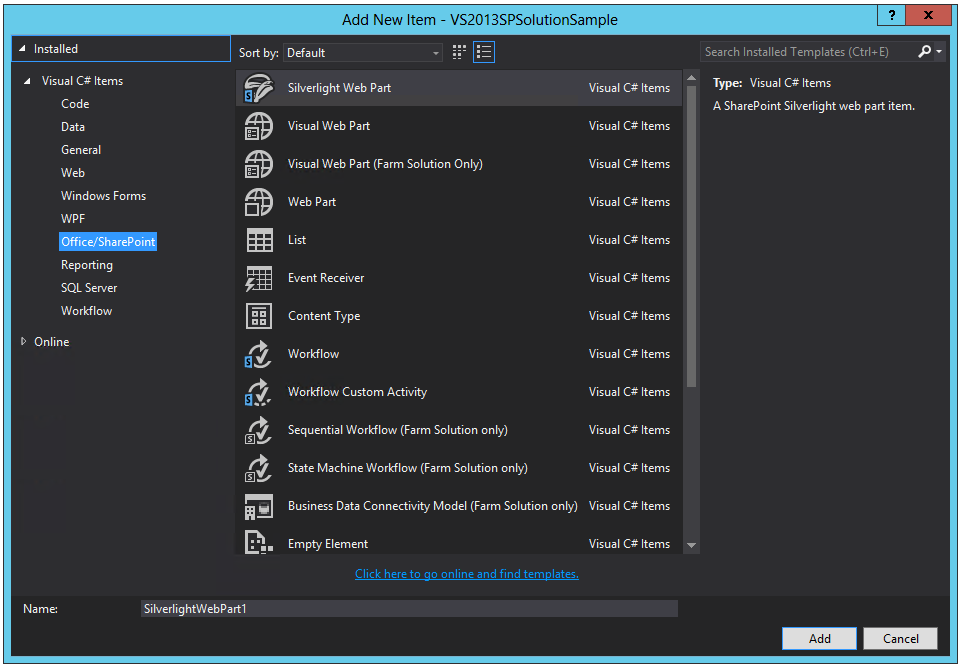 Add New Item - VS2013SPSolutionSample
? x
Installed
Sort by: Default
Search Installed Templates (Ctrl+E)
Visual C# Items
Code
Data
General
Web
Windows Forms
WPF
Office/SharePoint
Reporting
SQL Server
Workflow
Online
Silverlight Web Part Visual C# Items
Visual Web Part Visual C# Items
Visual Web Part (Farm Solution Only) Visual C# Items
Web Part Visual C# Items
List Visual C# Items
Event Receiver Visual C# Items
Content Type Visual C# Items
Workflow Visual C# Items
Workflow Custom Activity Visual C# Items
Sequential Workflow (Farm Solution only) Visual C# Items
State Machine Workflow (Farm Solution only) Visual C# Items
Business Data Connectivity Model (Farm Solution only) Visual C# Items
Empty Element Visual C# Items
Click here to go online and find templates.
Type: Visual C# Items
A SharePoint Silverlight web part item.
Name: SilverlightWebPart1
Add Cancel